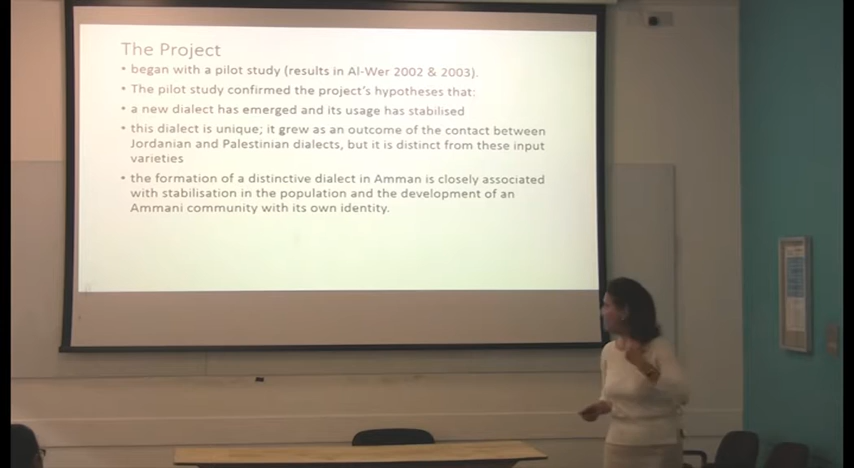 The Project
• began with a pilot study (results in Al-Wer 2002 & 2003).
• The pilot study confirmed the project's hypotheses that:
• a new dialect has emerged and its usage has stabilised
• this dialect is unique; it grew as an outcome of the contact between
Jordanian and Palestinian dialects, but it is distinct from these input
varieties
• the formation of a distinctive dialect in Amman is closely associated
with stabilisation in the population and the development of an
Ammani community with its own identity.